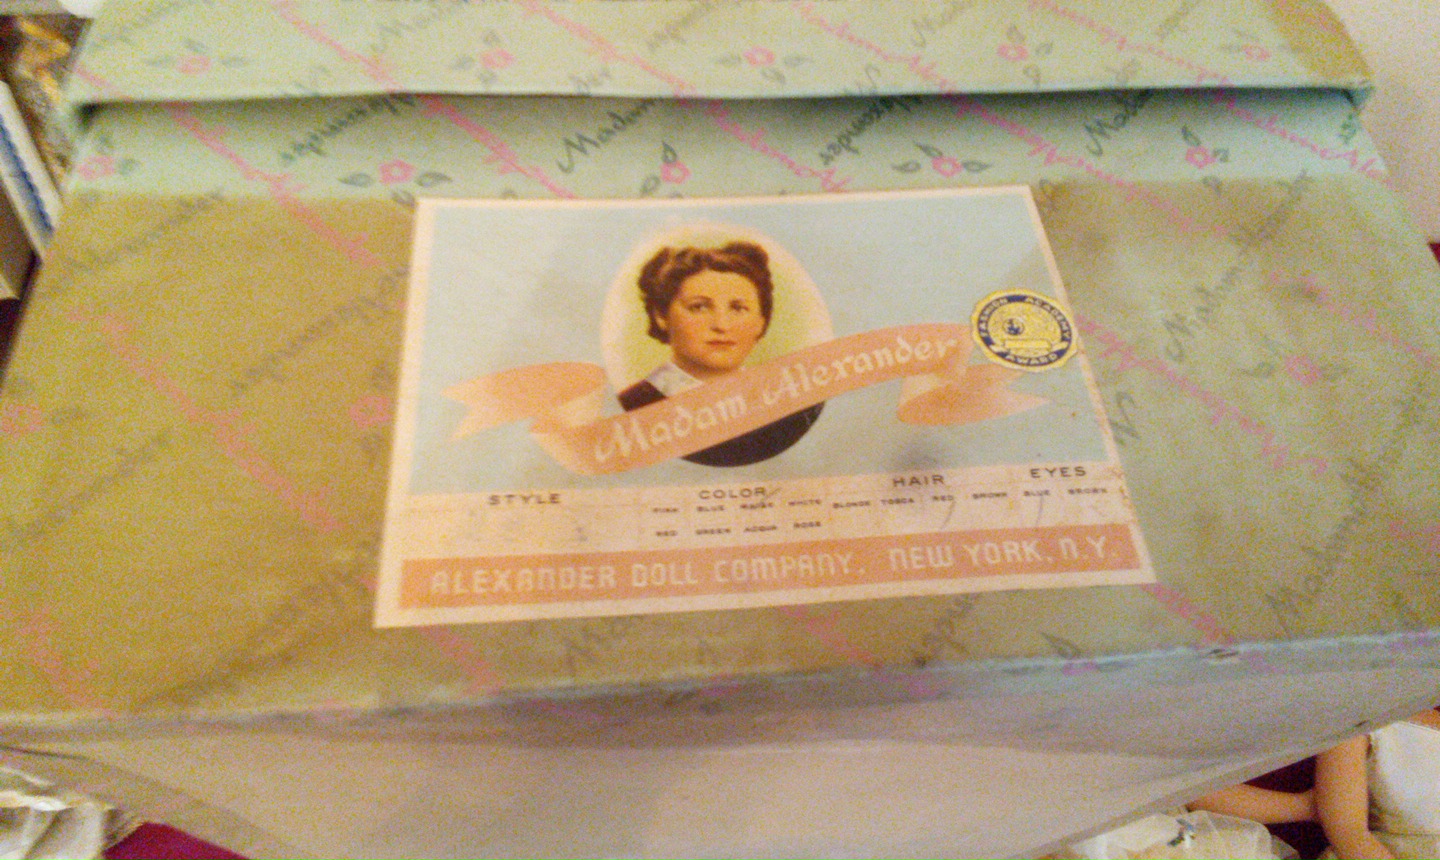 Madam Alexander
FASHION ACADEMY AWARD
STYLE COLOR HAIR EYES
PINK BLUE MAIZE WHITE BLONDE TOSCA RED BROWN BLUE BROWN
RED GREEN ACQUA ROSE
ALEXANDER DOLL COMPANY. NEW YORK, N.Y.